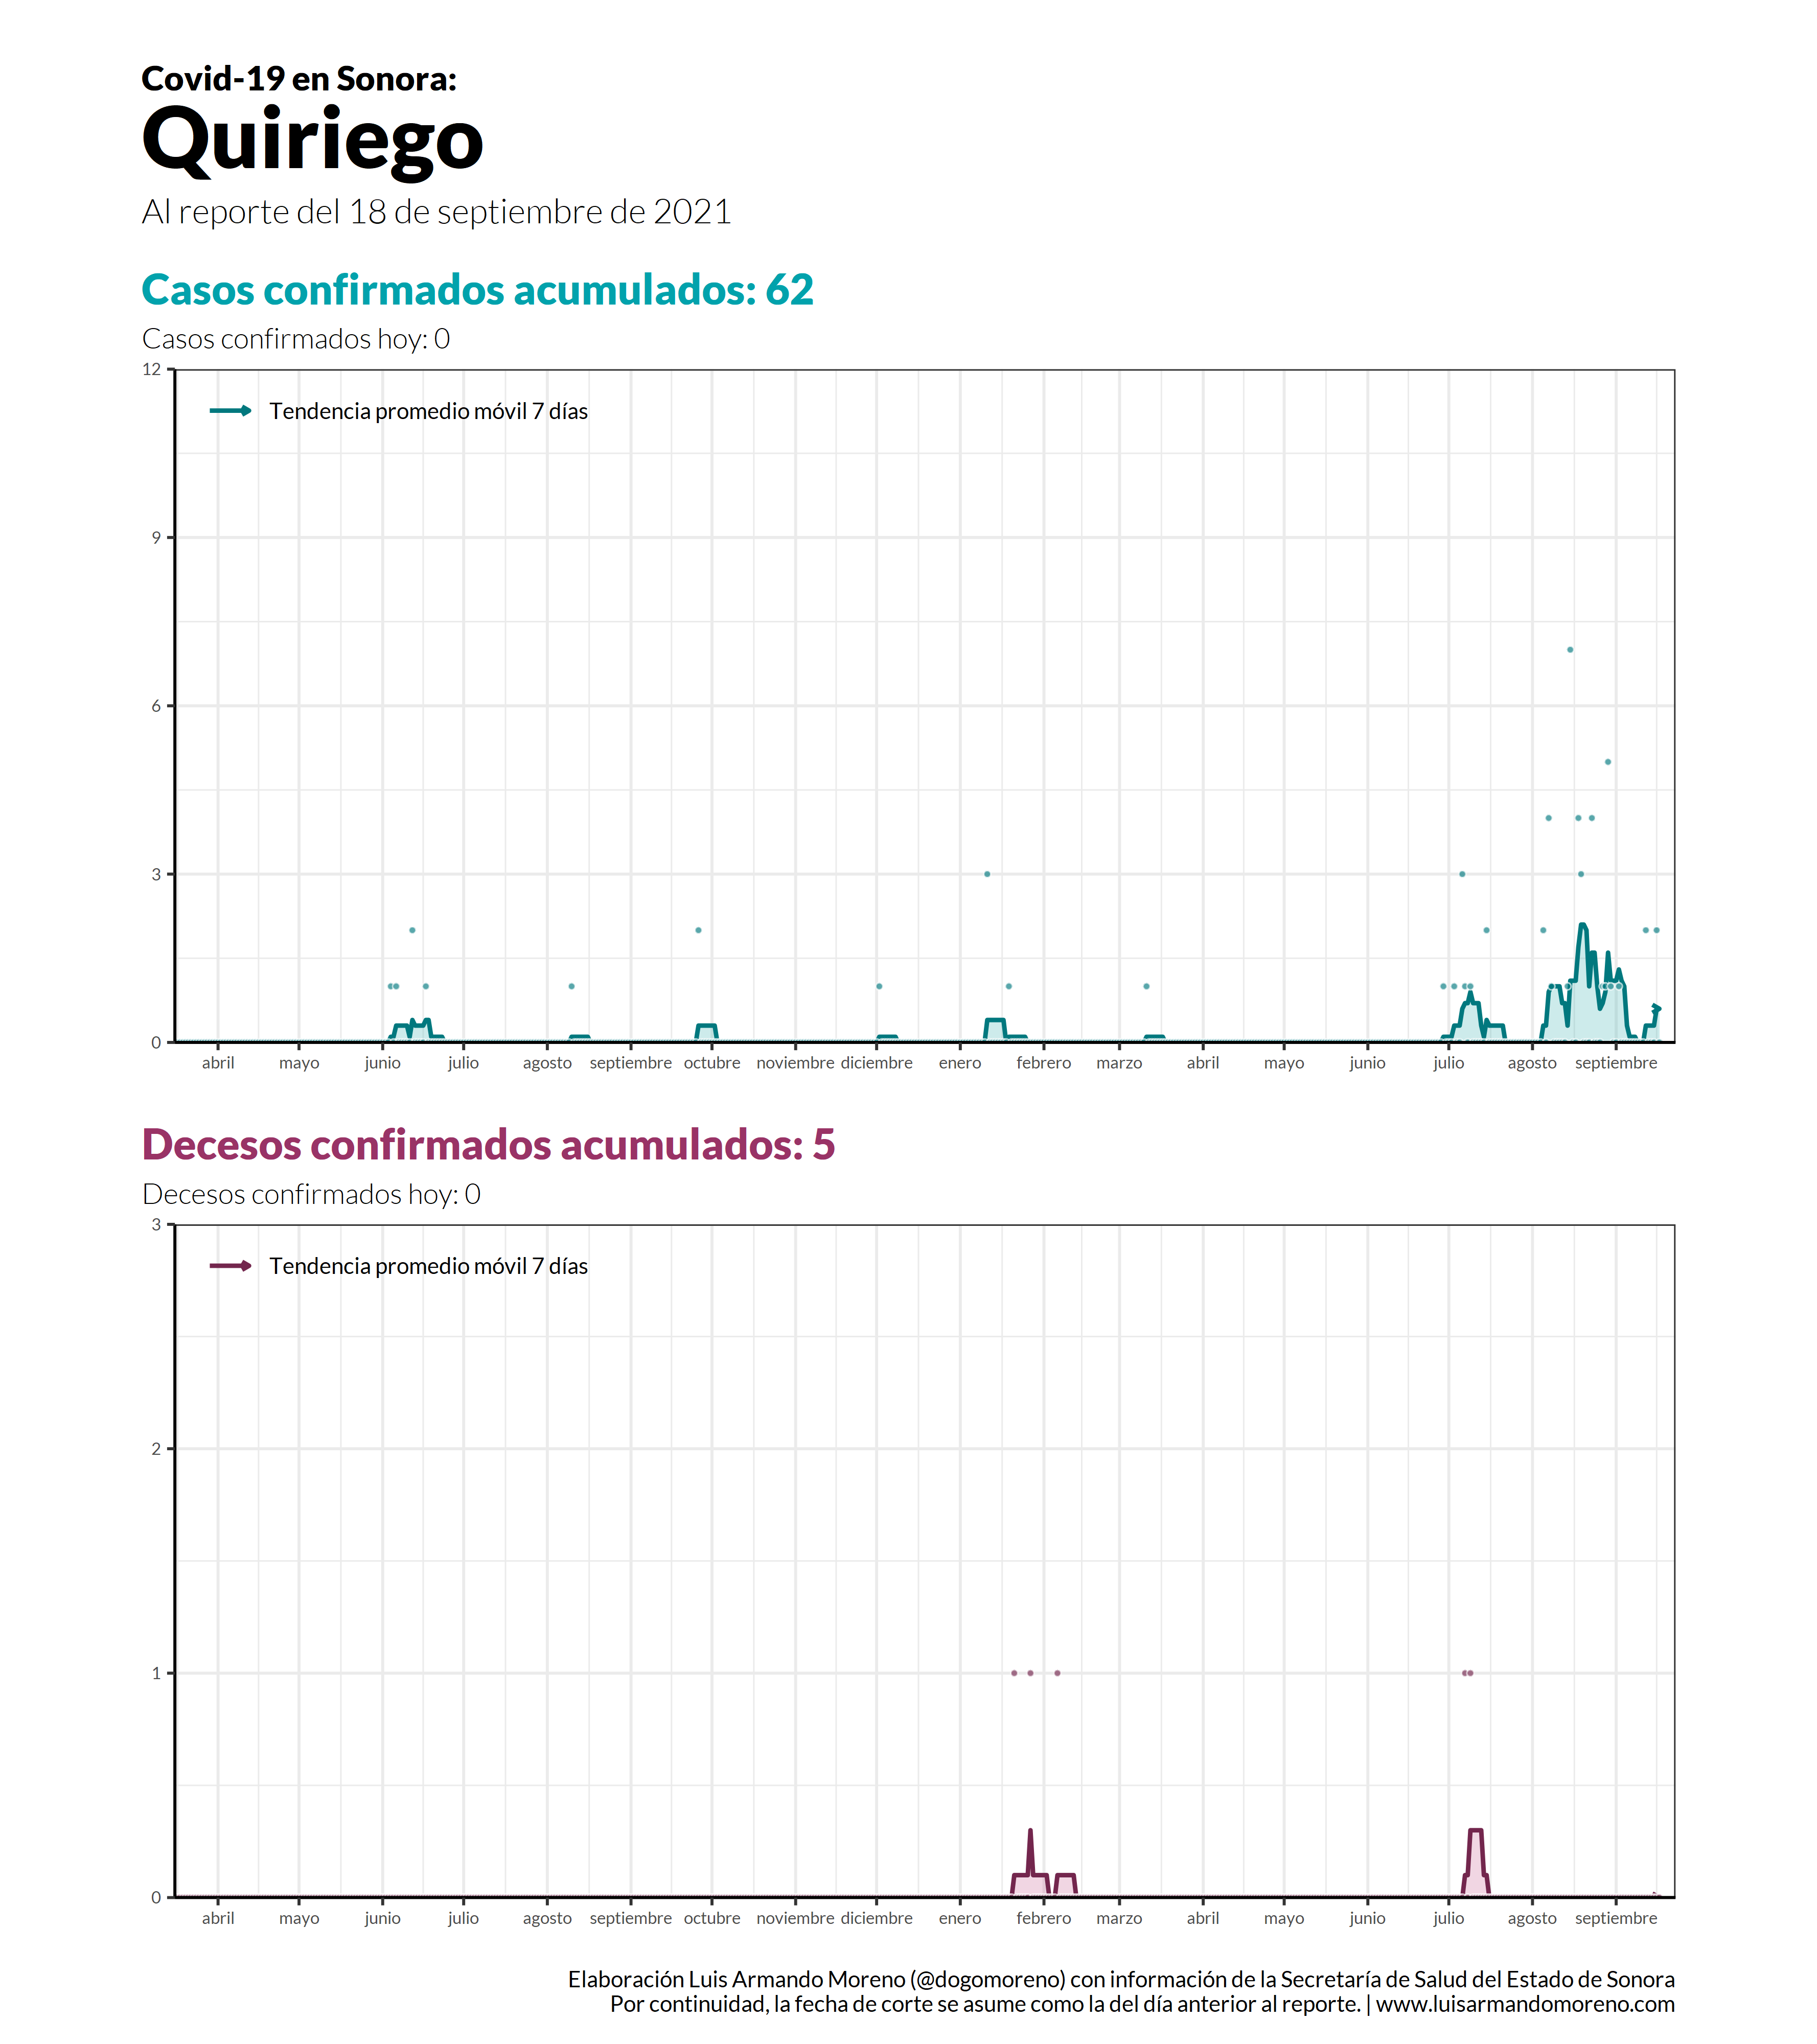 Covid-19 en Sonora:
Quiriego
Al reporte del 18 de septiembre de 2021
Casos confirmados acumulados: 62
Casos confirmados hoy: 0
12
Tendencia promedio móvil 7 días
9
6
3
0
abril mayo junio julio agosto septiembre octubre noviembre diciembre enero febrero marzo abril mayo junio julio agosto septiembre
Decesos confirmados acumulados: 5
Decesos confirmados hoy: 0
3
Tendencia promedio móvil 7 días
2
1
0
abril mayo junio julio agosto septiembre octubre noviembre diciembre enero febrero marzo abril mayo junio julio agosto septiembre
Elaboración Luis Armando Moreno (@dogomoreno) con información de la Secretaría de Salud del Estado de Sonora
Por continuidad, la fecha de corte se asume como la del día anterior al reporte. | www.luisarmandomoreno.com